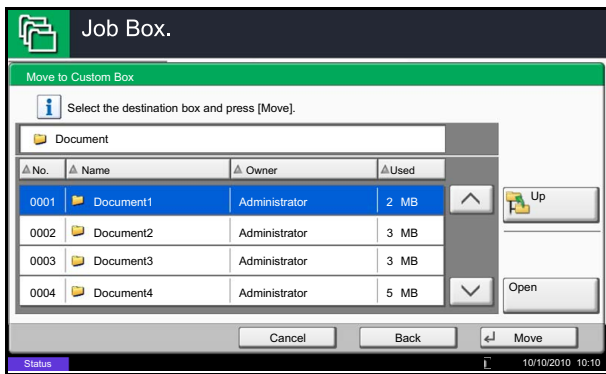 Job Box.
Move to Custom Box
i Select the destination box and press [Move].
Document
No. Name Owner Used
0001 Document1 Administrator 2 MB
Up
0002 Document2 Administrator 3 MB
0003 Document3 Administrator 3 MB
0004 Document4 Administrator 5 MB
Open
Cancel Back Move
Status 10/10/2010 10:10